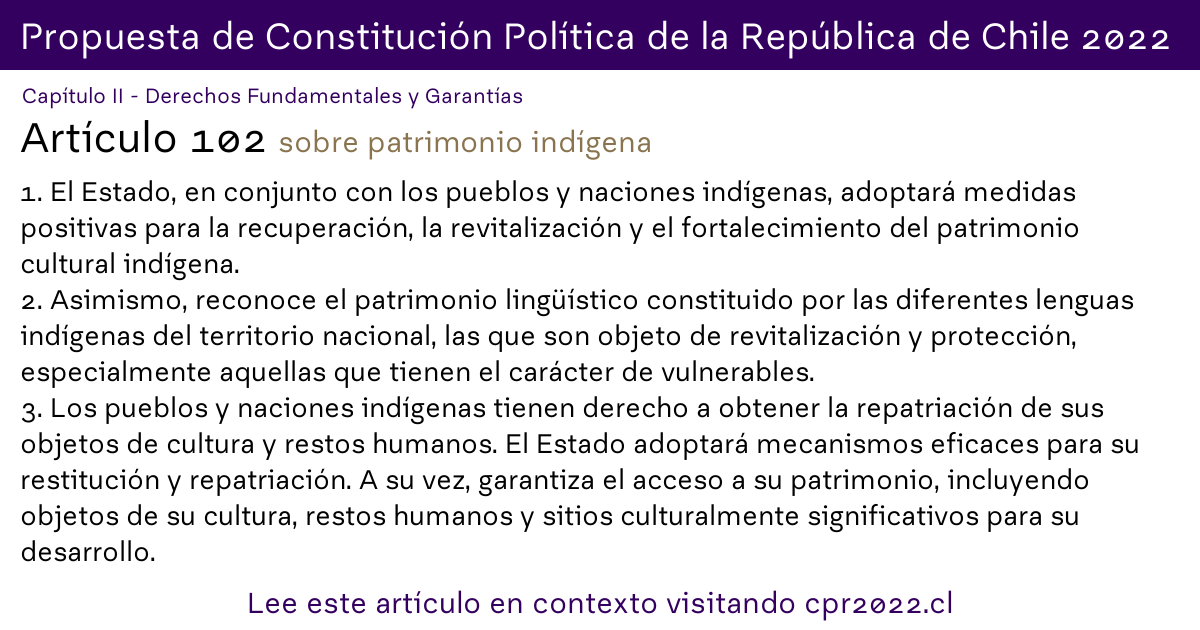 Propuesta de Constitución Política de la República de Chile 2022
Capítulo II - Derechos Fundamentales y Garantías
Artículo 102 sobre patrimonio indígena
1. El Estado, en conjunto con los pueblos y naciones indígenas, adoptará medidas
positivas para la recuperación, la revitalización y el fortalecimiento del patrimonio
cultural indígena.
2. Asimismo, reconoce el patrimonio lingüístico constituido por las diferentes lenguas
indígenas del territorio nacional, las que son objeto de revitalización y protección,
especialmente aquellas que tienen el carácter de vulnerables.
3. Los pueblos y naciones indígenas tienen derecho a obtener la repatriación de sus
objetos de cultura y restos humanos. El Estado adoptará mecanismos eficaces para su
restitución y repatriación. A su vez, garantiza el acceso a su patrimonio, incluyendo
objetos de su cultura, restos humanos y sitios culturalmente significativos para su
desarrollo.
Lee este artículo en contexto visitando cpr2022.cl